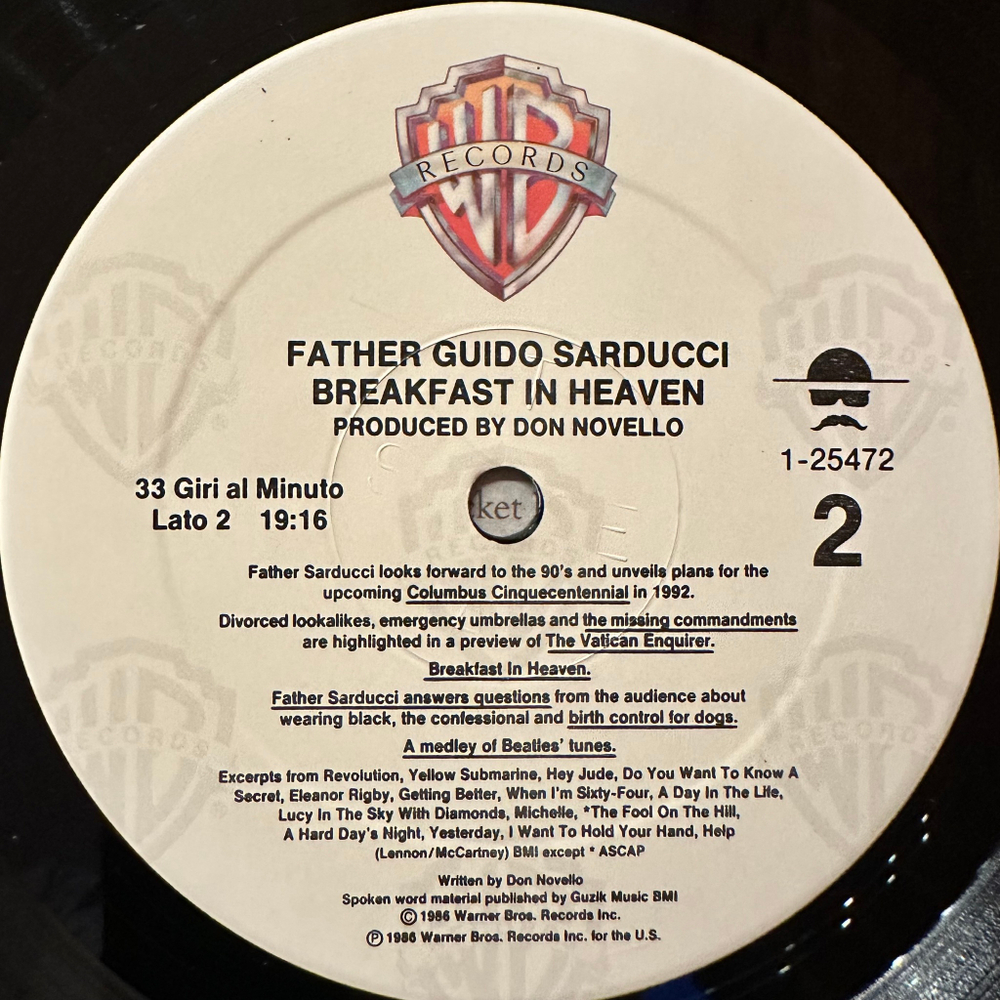 WB
RECORDS
FATHER GUIDO SARDUCCI
BREAKFAST IN HEAVEN
PRODUCED BY DON NOVELLO
1-25472
2
33 Giri al Minuto
Lato 2 19:16
ket
Father Sarducci looks forward to the 90's and unveils plans for the
upcoming Columbus Cinquecentennial in 1992.
Divorced lookalikes, emergency umbrellas and the missing commandments
are highlighted in a preview of The Vatican Enquirer.
Breakfast In Heaven.
Father Sarducci answers questions from the audience about
wearing black, the confessional and birth control for dogs.
A medley of Beatles' tunes.
Excerpts from Revolution, Yellow Submarine, Hey Jude, Do You Want To Know A
Secret, Eleanor Rigby, Getting Better, When I'm Sixty-Four, A Day In The Life,
Lucy In The Sky With Diamonds, Michelle, *The Fool On The Hill,
A Hard Day's Night, Yesterday, I Want To Hold Your Hand, Help
(Lennon/McCartney) BMI except * ASCAP
Written by Don Novello
Spoken word material published by Guzik Music BMI
© 1986 Warner Bros. Records Inc.
℗ 1986 Warner Bros. Records Inc. for the U.S.